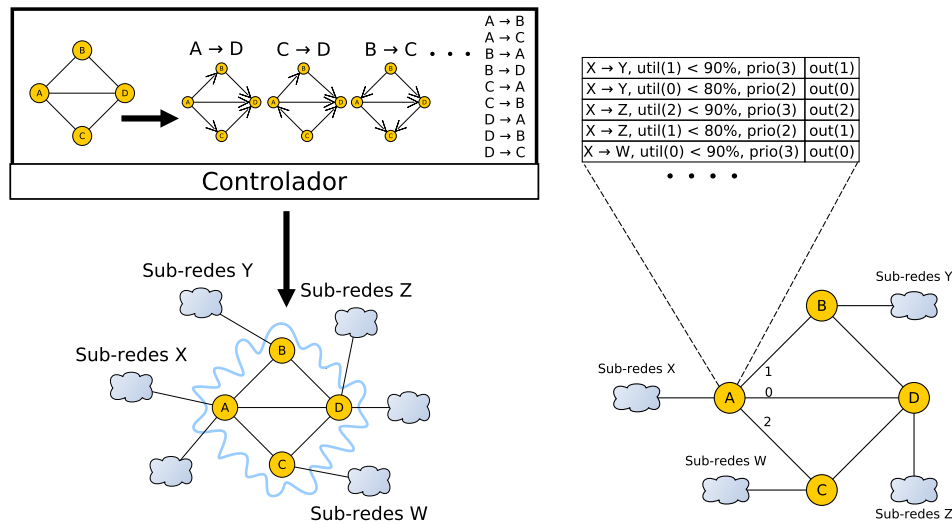 A → D
C → D
B → C
• • •
A → B
A → C
B → A
B → D
C → A
C → B
D → A
D → B
D → C
B
A
D
C
B
A
D
C
B
A
D
C
B
A
D
C
Controlador
Sub-redes Y
Sub-redes Z
Sub-redes X
B
A
D
C
Sub-redes W
X → Y, util(1) < 90%, prio(3) out(1)
X → Y, util(0) < 80%, prio(2) out(0)
X → Z, util(2) < 90%, prio(3) out(2)
X → Z, util(1) < 80%, prio(2) out(1)
X → W, util(0) < 90%, prio(3) out(0)
• • • •
Sub-redes Y
B
Sub-redes X
1
0
A
D
2
Sub-redes W
C
Sub-redes Z